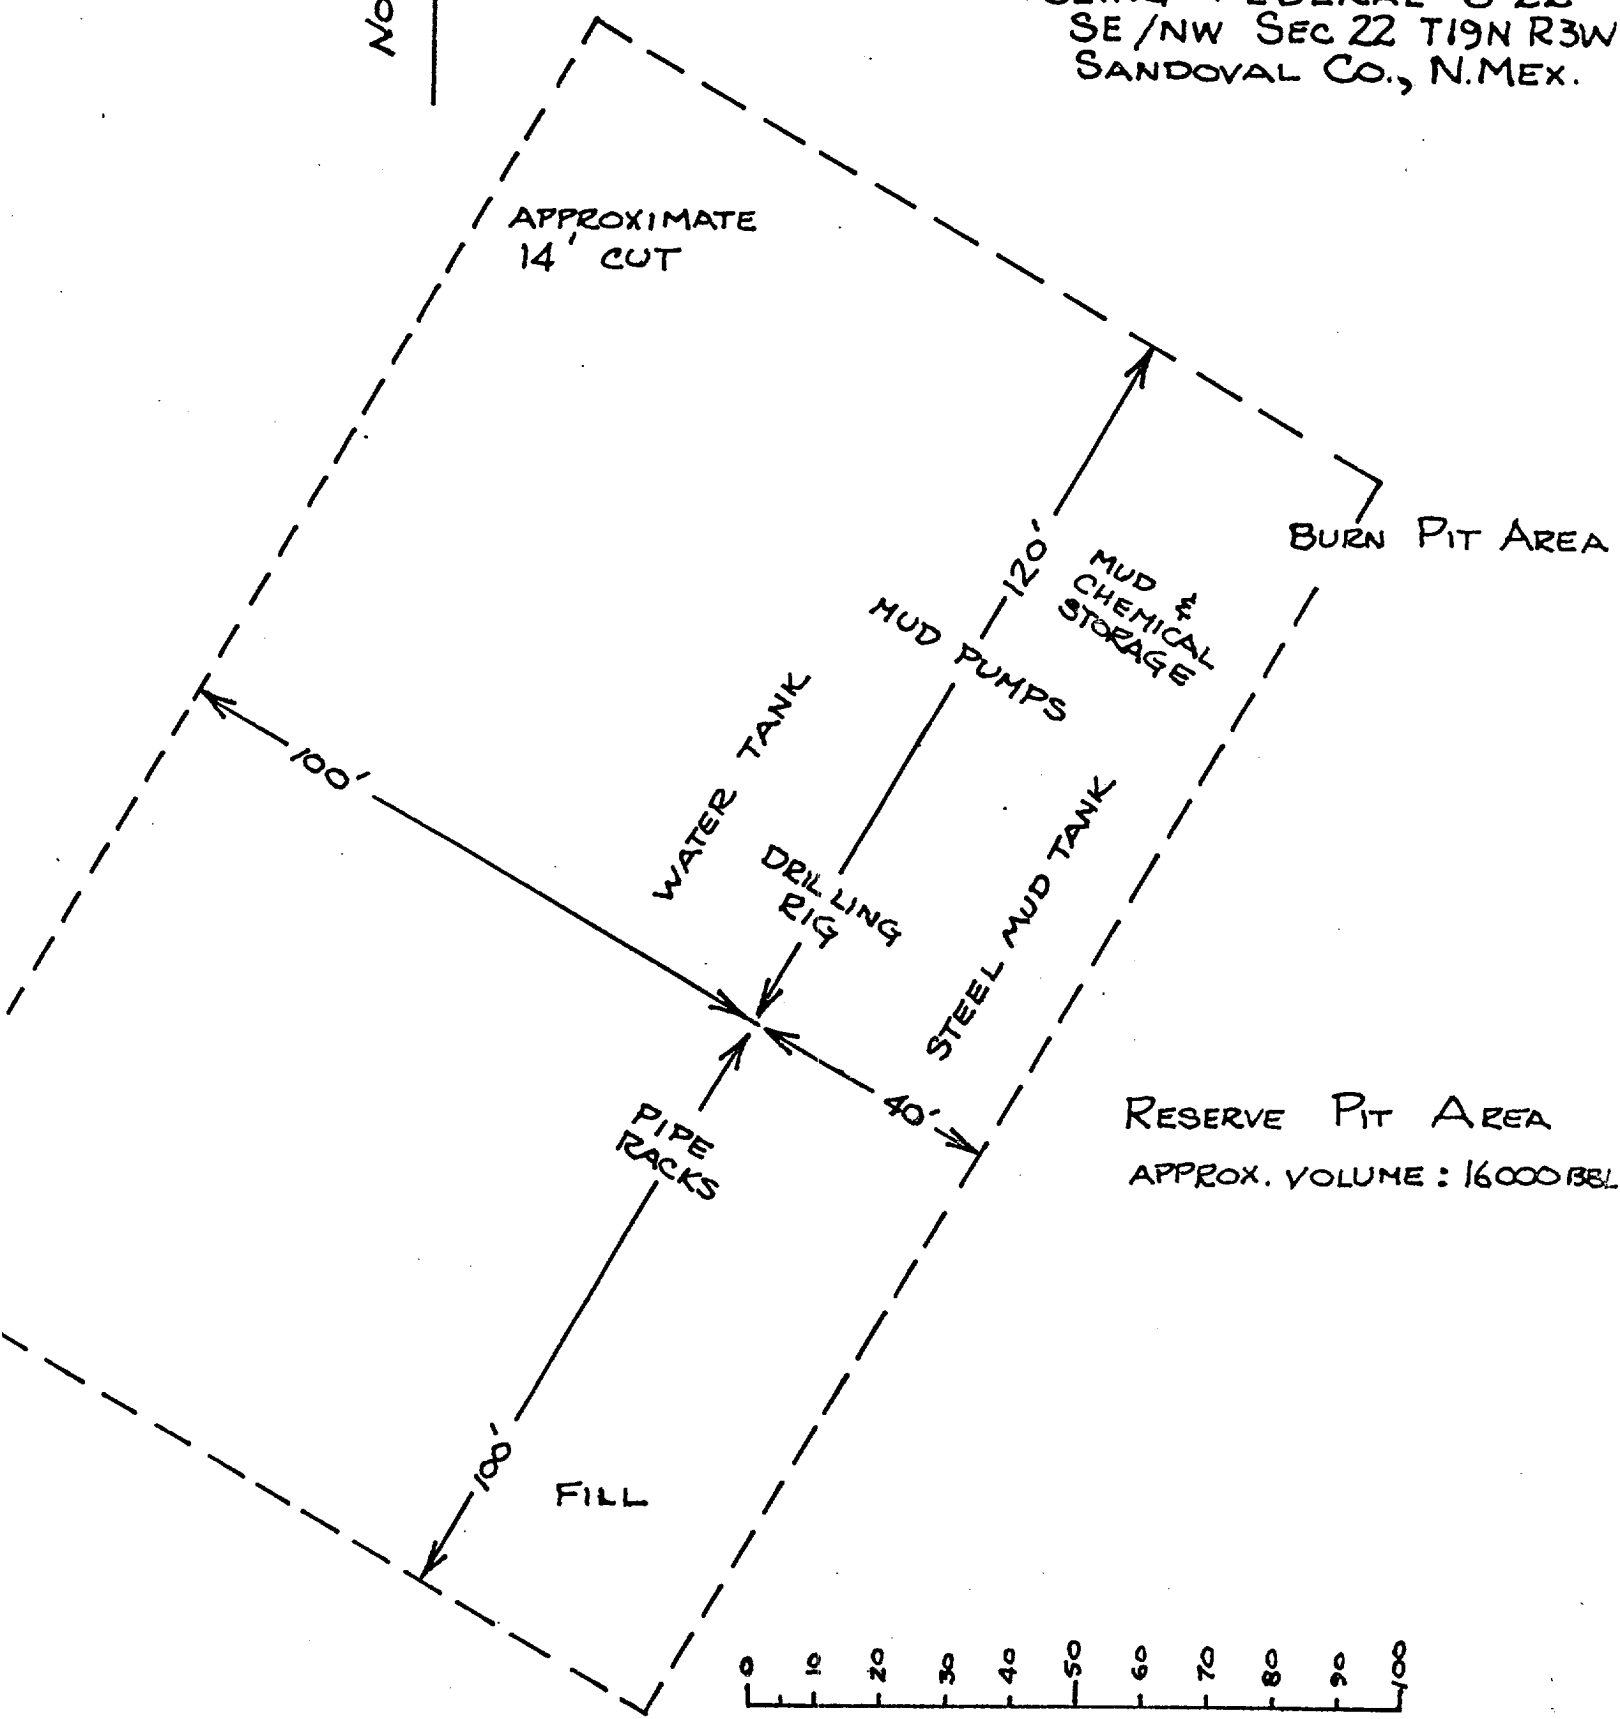 SE/NW SEC 22 T19N R3W
SANDOVAL CO., N.MEX.
APPROXIMATE
14' CUT
BURN PIT AREA
120'
MUD &
CHEMICAL
STORAGE
MUD PUMPS
WATER TANK
100'
DRILLING
RIG
STEEL MUD TANK
40'
PIPE
RACKS
RESERVE PIT AREA
APPROX. VOLUME: 16000 BBL
100'
FILL
0 10 20 30 40 50 60 70 80 90 100